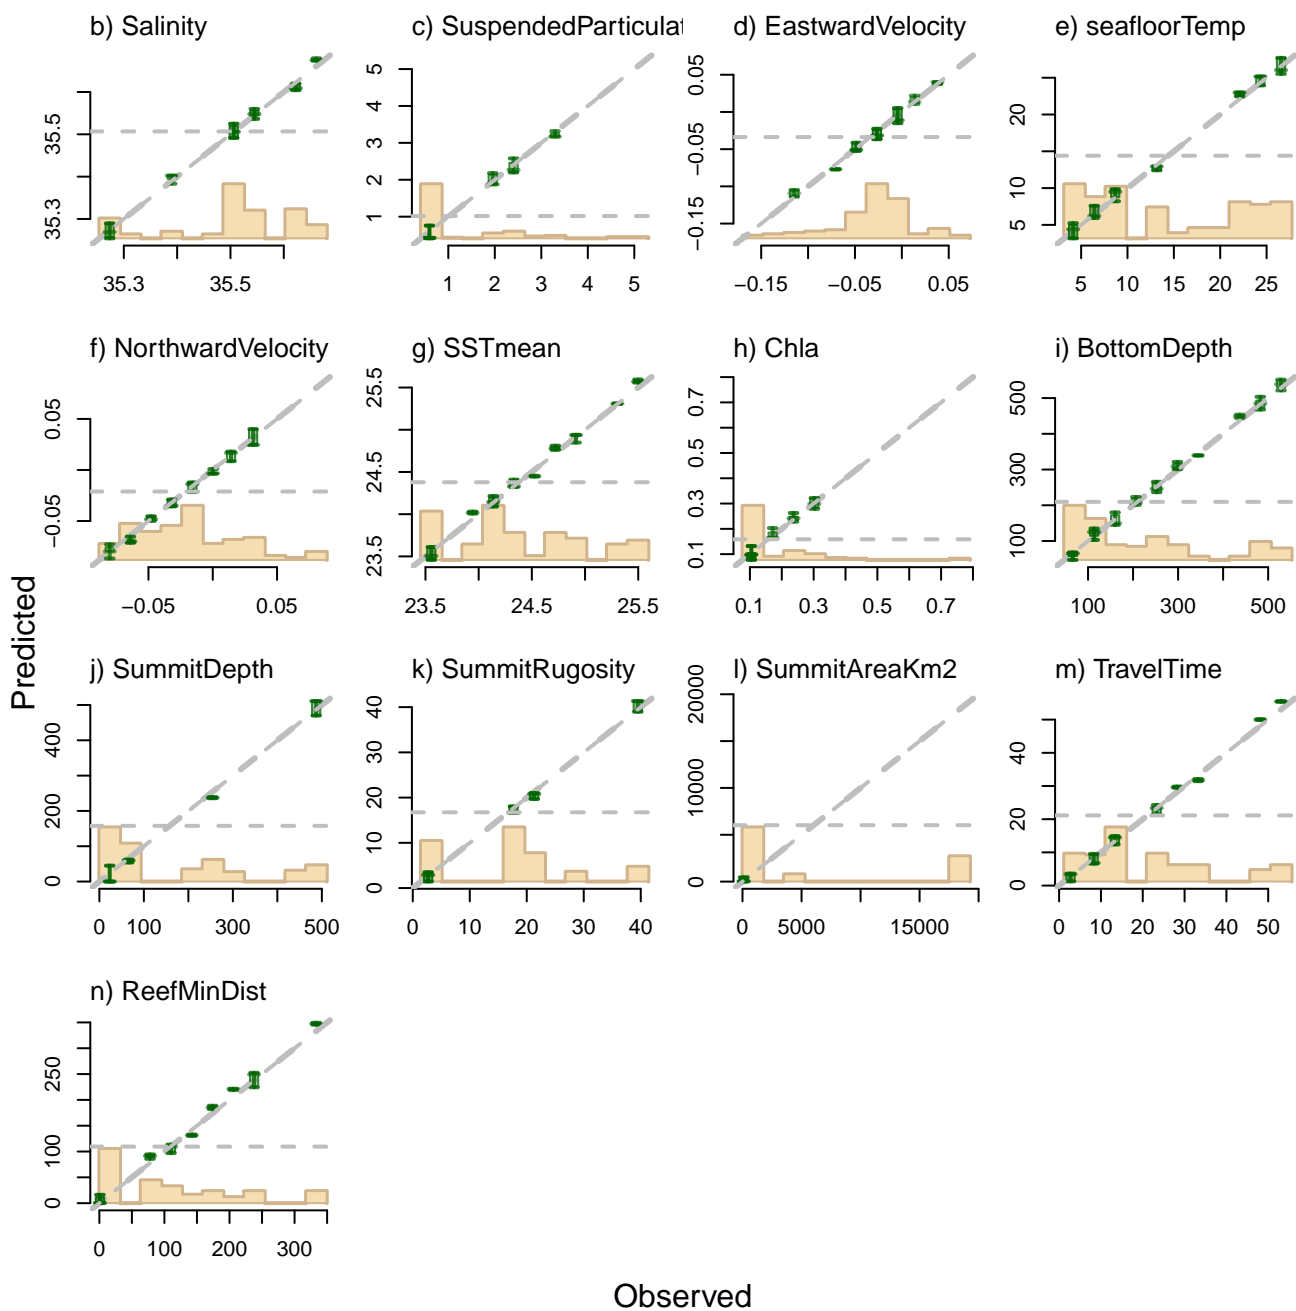 b) Salinity
35.3 35.5
35.3 35.5
c) SuspendedParticulat
1 2 3 4 5
1 2 3 4 5
d) EastwardVelocity
−0.15 −0.05 0.05
−0.15 −0.05 0.05
e) seafloorTemp
5 10 20
5 10 15 20 25
f) NorthwardVelocity
−0.05 0.05
−0.05 0.05
g) SSTmean
23.5 24.5 25.5
23.5 24.5 25.5
h) Chla
0.1 0.3 0.5 0.7
0.1 0.3 0.5 0.7
i) BottomDepth
100 300 500
100 300 500
j) SummitDepth
0 200 400
0 100 300 500
k) SummitRugosity
0 10 20 30 40
0 10 20 30 40
l) SummitAreaKm2
0 10000 20000
0 5000 15000
m) TravelTime
0 20 40
0 10 20 30 40 50
n) ReefMinDist
0 100 250
0 100 200 300
Predicted
Observed